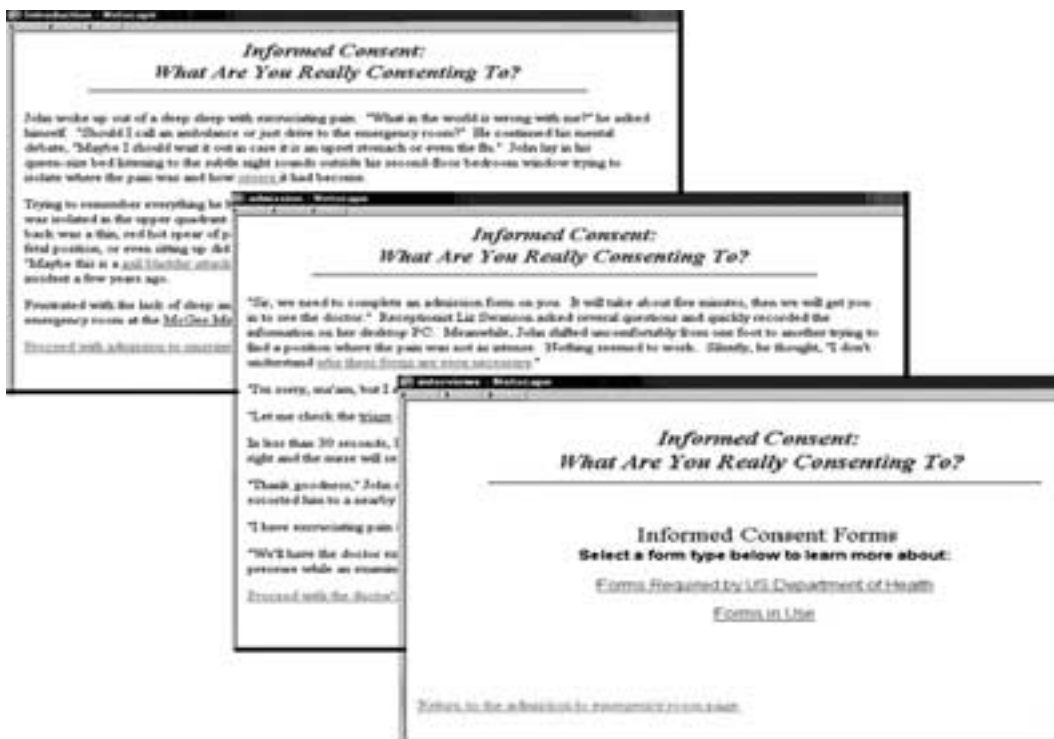 Introduction - Netscape
Informed Consent:
What Are You Really Consenting To?
John woke up out of a deep sleep with excruciating pain. "What in the world is wrong with me?" he asked
himself. "Should I call an ambulance or just drive to the emergency room?" He continued his mental
debate, "Maybe I should wait it out in case it is an upset stomach or even the flu." John lay in his
queen-size bed listening to the subtle night sounds outside his second-floor bedroom window trying to
isolate where the pain was and how severe it had become.
Trying to remember everything he
was isolated in the upper quadrant
back was a thin, red hot spear of
fetal position, or even sitting up did
"Maybe this is a gall bladder attack
incident a few years ago.
Frustrated with the lack of sleep
emergency room at the McGee
Proceed with admission to
admission - Netscape
Informed Consent:
What Are You Really Consenting To?
"Sir, we need to complete an admission form on you. It will take about five minutes, then we will get you
in to see the doctor." Receptionist Liz Swanson asked several questions and quickly recorded the
information on her desktop PC. Meanwhile, John shifted uncomfortably from one foot to another trying to
find a position where the pain was not as intense. Nothing seemed to work. Silently, he thought, "I don't
understand why these forms are even necessary."
"I'm sorry, ma'am, but I
"Let me check the triage
In less than 30 seconds,
right and the nurse will
"Thank goodness," John
escorted him to a nearby
"I have excruciating pain
"We'll have the doctor
pressure while an
Proceed with the doctor's
interviews - Netscape
Informed Consent:
What Are You Really Consenting To?
Informed Consent Forms
Select a form type below to learn more about:
Forms Required by US Department of Health
Forms in Use
Return to the admission to emergency room page